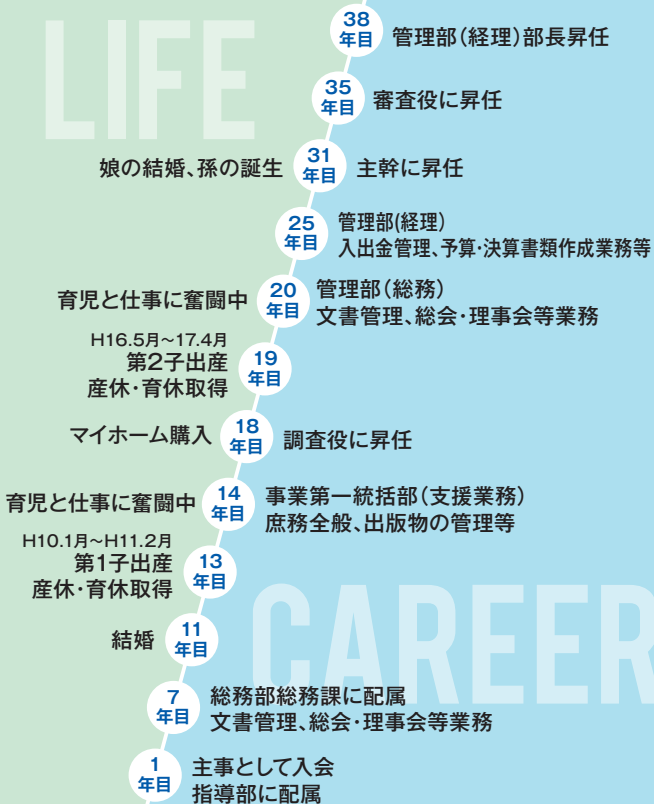 LIFE
38
年目
管理部(経理)部長昇任
35
年目
審査役に昇任
娘の結婚、孫の誕生
31
年目
主幹に昇任
25
年目
管理部(経理)
入出金管理、予算・決算書類作成業務等
育児と仕事に奮闘中
20
年目
管理部(総務)
文書管理、総会・理事会等業務
H16.5月~17.4月
第2子出産
産休・育休取得
19
年目
マイホーム購入
18
年目
調査役に昇任
育児と仕事に奮闘中
14
年目
事業第一統括部(支援業務)
庶務全般、出版物の管理等
H10.1月~H11.2月
第1子出産
産休・育休取得
13
年目
CAREER
結婚
11
年目
7
年目
総務部総務課に配属
文書管理、総会・理事会等業務
1
年目
主事として入会
指導部に配属